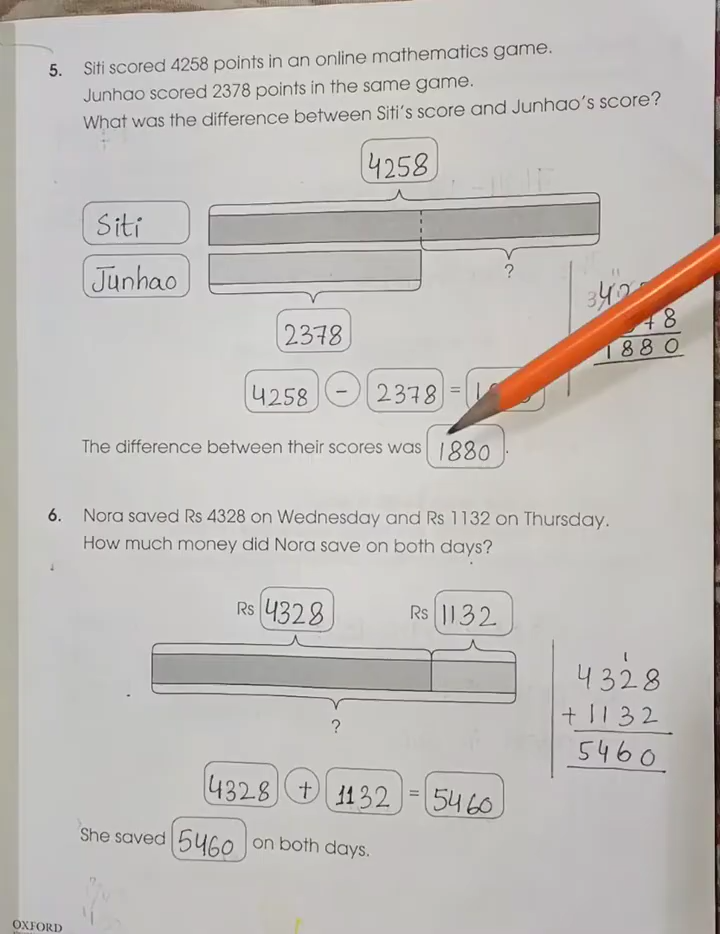 5. Siti scored 4258 points in an online mathematics game.
Junhao scored 2378 points in the same game.
What was the difference between Siti's score and Junhao's score?
4258
Siti
Junhao
?
2378
78
1880
4258 - 2378 =
The difference between their scores was 1880.
6. Nora saved Rs 4328 on Wednesday and Rs 1132 on Thursday.
How much money did Nora save on both days?
Rs 4328 Rs 1132
?
1
4328
+ 1132
5460
4328 + 1132 = 5460
She saved 5460 on both days.
OXFORD